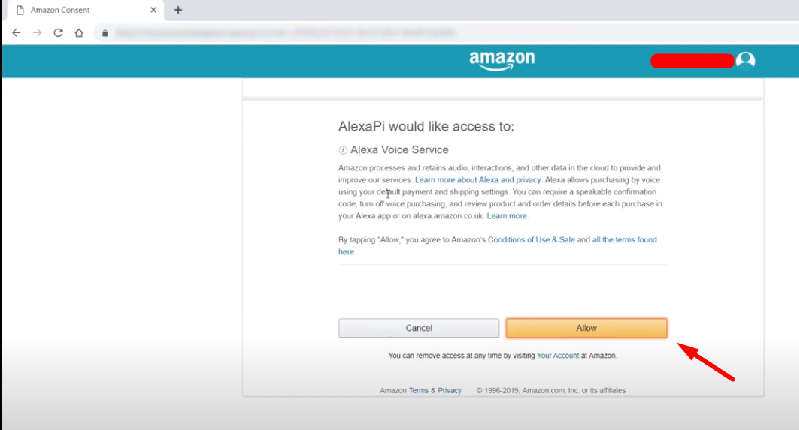 Amazon Consent
amazon
AlexaPi would like access to:
Alexa Voice Service
Amazon processes and retains audio, interactions, and other data in the cloud to provide and
improve our services. Learn more about Alexa and privacy. Alexa allows purchasing by voice
using your default payment and shipping settings. You can require a speakable confirmation
code, turn off voice purchasing, and review product and order details before each purchase in
your Alexa app or on alexa.amazon.co.uk. Learn more.
By tapping "Allow," you agree to Amazon's Conditions of Use & Sale and all the terms found
here.
Cancel Allow
You can remove access at any time by visiting Your Account at Amazon.
Amazon Terms & Privacy © 1996-2019, Amazon.com, Inc. or its affiliates